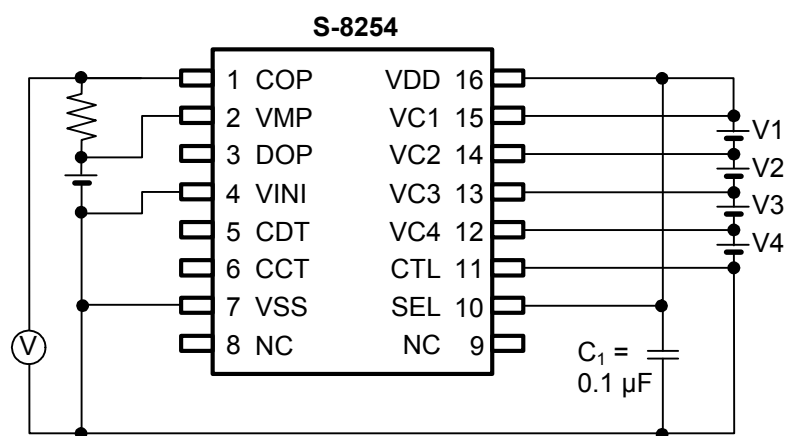 S-8254
1 COP VDD 16
2 VMP VC1 15
3 DOP VC2 14
4 VINI VC3 13
5 CDT VC4 12
6 CCT CTL 11
7 VSS SEL 10
8 NC NC 9
V1
V2
V3
V4
V
C₁ =
0.1 μF